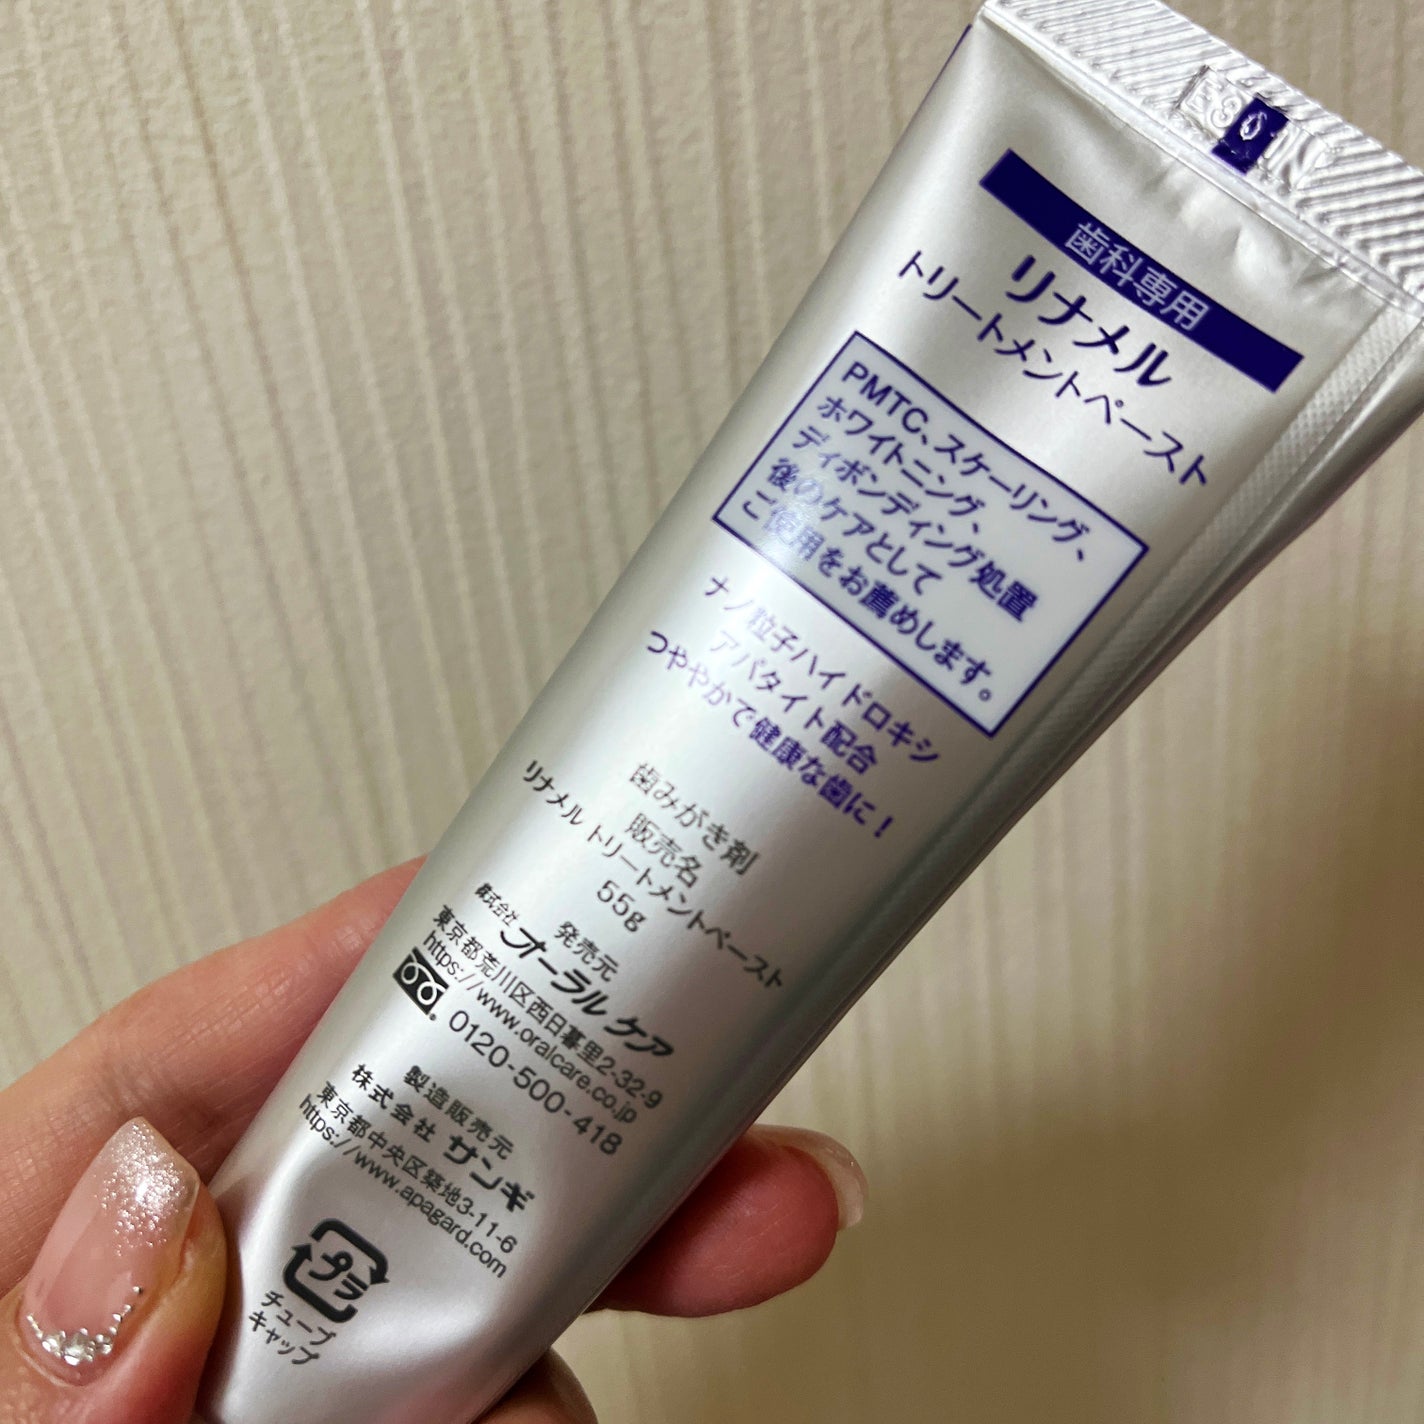 歯科専用
リナメル
トリートメントペースト
PMTC、スケーリング、
ホワイトニング、
ディボンディング処置
後のケアとして
ご使用をお薦めします。
ナノ粒子ハイドロキシ
アパタイト配合
つややかで健康な歯に！
歯みがき剤
販売名
リナメル トリートメントペースト
55g
発売元
株式会社 オーラルケア
東京都荒川区西日暮里2-32-9
https://www.oralcare.co.jp
0120-500-418
製造販売元
株式会社 サンギ
東京都中央区築地3-11-6
https://www.apagard.com
プラ
チューブ
キャップ